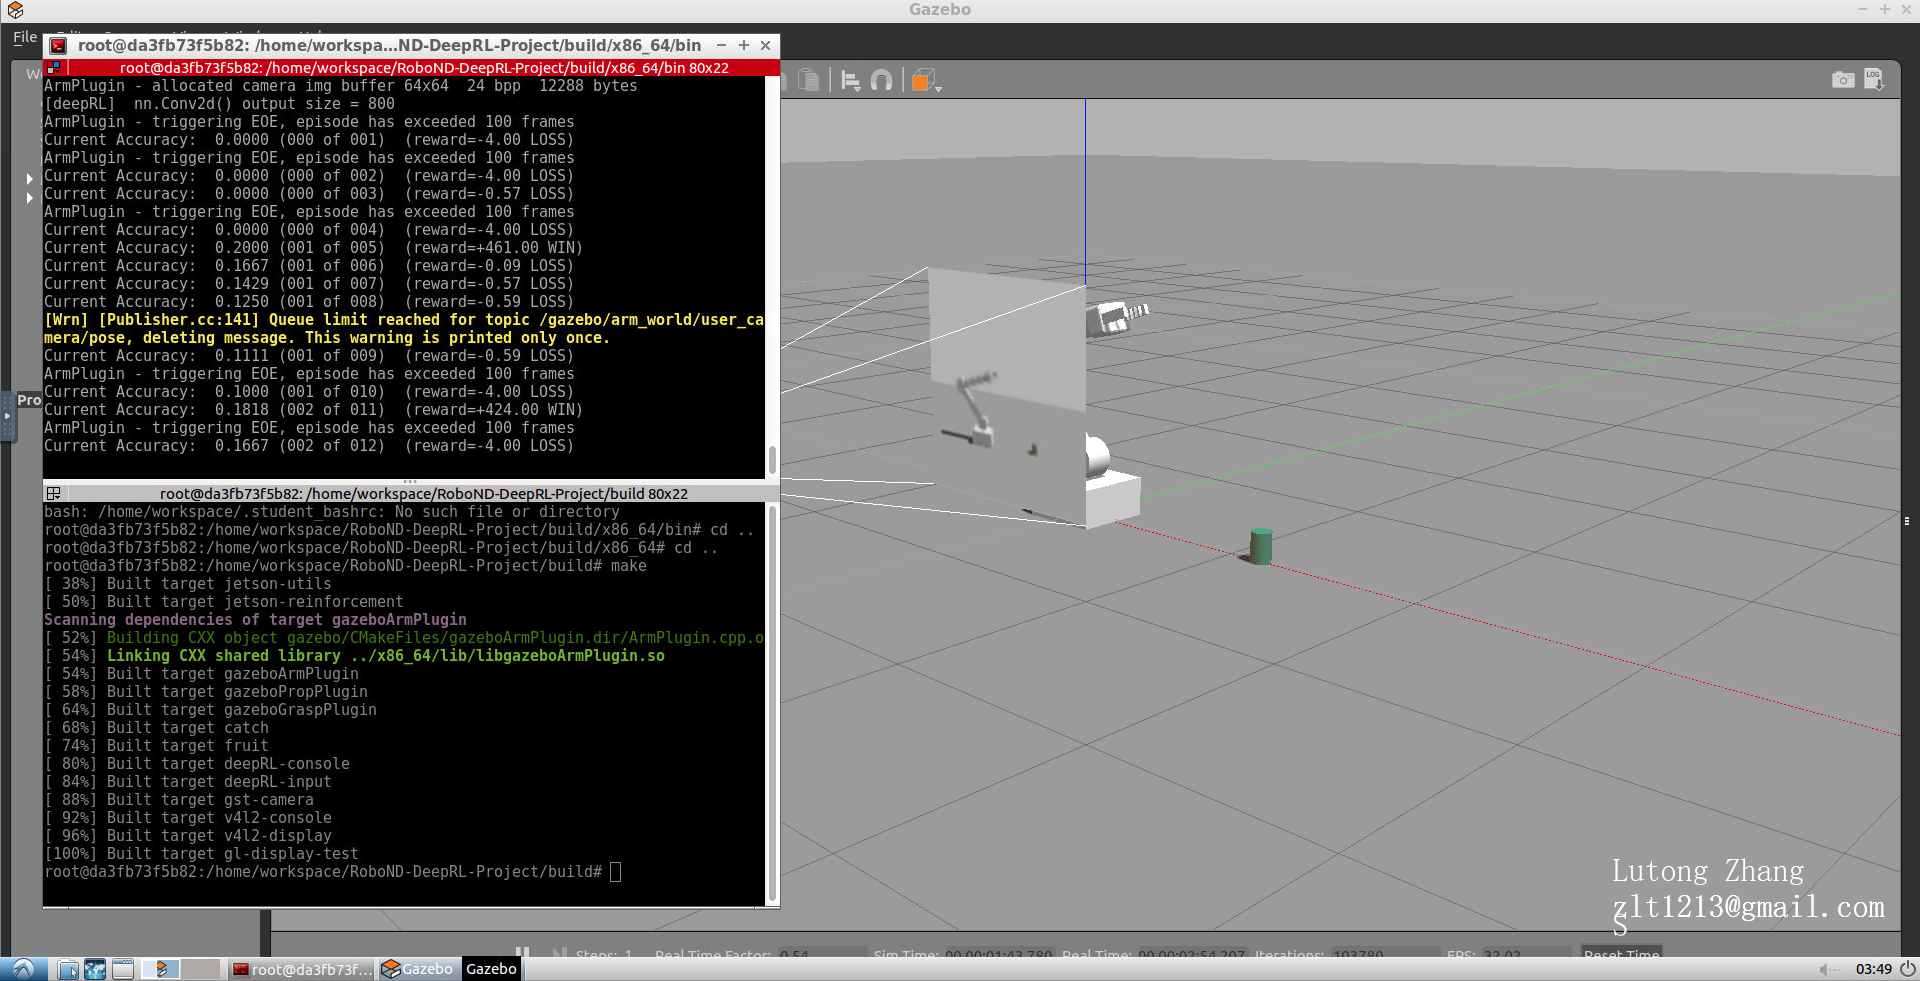 Gazebo
File
root@da3fb73f5b82: /home/workspa...ND-DeepRL-Project/build/x86_64/bin
root@da3fb73f5b82: /home/workspace/RoboND-DeepRL-Project/build/x86_64/bin 80x22
ArmPlugin - allocated camera img buffer 64x64  24 bpp  12288 bytes
[deepRL]  nn.Conv2d() output size = 800
ArmPlugin - triggering EOE, episode has exceeded 100 frames
Current Accuracy:  0.0000 (000 of 001)  (reward=-4.00 LOSS)
ArmPlugin - triggering EOE, episode has exceeded 100 frames
Current Accuracy:  0.0000 (000 of 002)  (reward=-4.00 LOSS)
Current Accuracy:  0.0000 (000 of 003)  (reward=-0.57 LOSS)
ArmPlugin - triggering EOE, episode has exceeded 100 frames
Current Accuracy:  0.0000 (000 of 004)  (reward=-4.00 LOSS)
Current Accuracy:  0.2000 (001 of 005)  (reward=+461.00 WIN)
Current Accuracy:  0.1667 (001 of 006)  (reward=-0.09 LOSS)
Current Accuracy:  0.1429 (001 of 007)  (reward=-0.57 LOSS)
Current Accuracy:  0.1250 (001 of 008)  (reward=-0.59 LOSS)
[Wrn] [Publisher.cc:141] Queue limit reached for topic /gazebo/arm_world/user_ca
mera/pose, deleting message. This warning is printed only once.
Current Accuracy:  0.1111 (001 of 009)  (reward=-0.59 LOSS)
ArmPlugin - triggering EOE, episode has exceeded 100 frames
Current Accuracy:  0.1000 (001 of 010)  (reward=-4.00 LOSS)
Current Accuracy:  0.1818 (002 of 011)  (reward=+424.00 WIN)
ArmPlugin - triggering EOE, episode has exceeded 100 frames
Current Accuracy:  0.1667 (002 of 012)  (reward=-4.00 LOSS)
Pro
root@da3fb73f5b82: /home/workspace/RoboND-DeepRL-Project/build 80x22
bash: /home/workspace/.student_bashrc: No such file or directory
root@da3fb73f5b82:/home/workspace/RoboND-DeepRL-Project/build/x86_64/bin# cd ..
root@da3fb73f5b82:/home/workspace/RoboND-DeepRL-Project/build/x86_64# cd ..
root@da3fb73f5b82:/home/workspace/RoboND-DeepRL-Project/build# make
[ 38%] Built target jetson-utils
[ 50%] Built target jetson-reinforcement
Scanning dependencies of target gazeboArmPlugin
[ 52%] Building CXX object gazebo/CMakeFiles/gazeboArmPlugin.dir/ArmPlugin.cpp.o
[ 54%] Linking CXX shared library ../x86_64/lib/libgazeboArmPlugin.so
[ 54%] Built target gazeboArmPlugin
[ 58%] Built target gazeboPropPlugin
[ 64%] Built target gazeboGraspPlugin
[ 68%] Built target catch
[ 74%] Built target fruit
[ 80%] Built target deepRL-console
[ 84%] Built target deepRL-input
[ 88%] Built target gst-camera
[ 92%] Built target v4l2-console
[ 96%] Built target v4l2-display
[100%] Built target gl-display-test
root@da3fb73f5b82:/home/workspace/RoboND-DeepRL-Project/build#
LOG
Lutong Zhang
zlt1213@gmail.com
S
Steps: 1 Real Time Factor: 0.54 Sim Time: 00 00:01:43.780 Real Time: 00 00:02:54.207 Iterations: 103780 FPS: 32.02 Reset Time
root@da3fb73f... Gazebo Gazebo 03:49